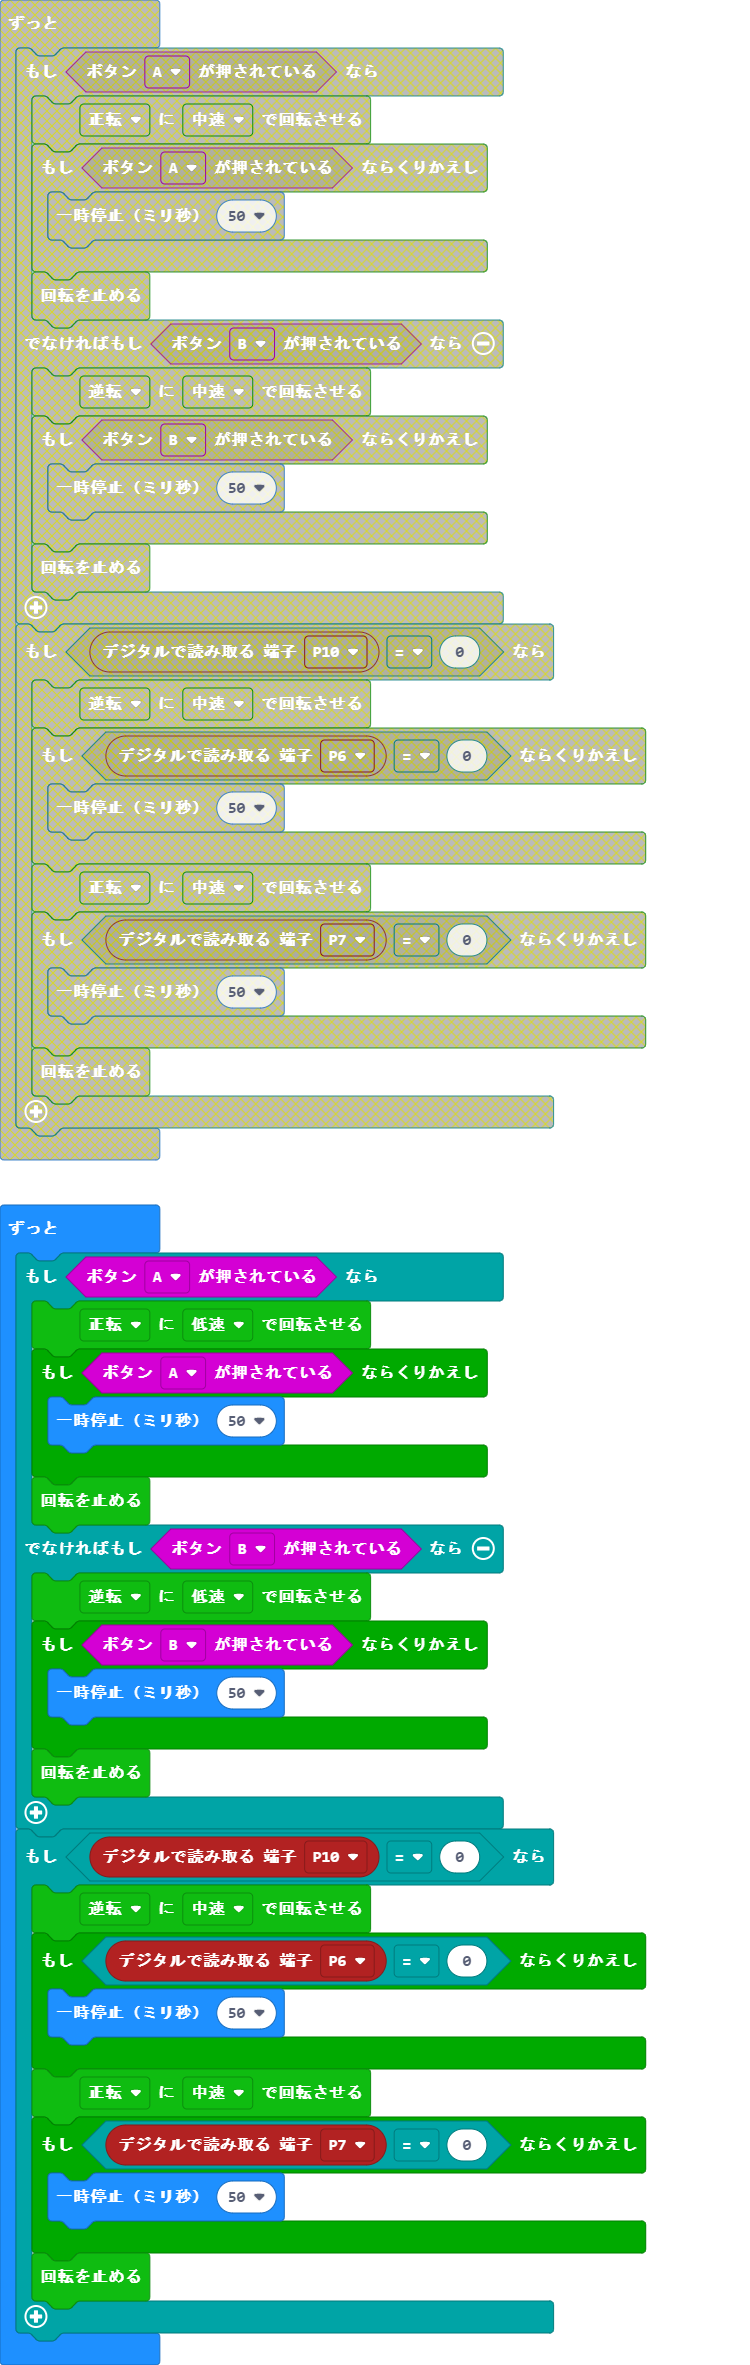 ずっと
もし ボタン A が押されている なら
正転 に 中速 で回転させる
もし ボタン A が押されている ならくりかえし
一時停止（ミリ秒） 50
回転を止める
でなければもし ボタン B が押されている なら
逆転 に 中速 で回転させる
もし ボタン B が押されている ならくりかえし
一時停止（ミリ秒） 50
回転を止める
もし デジタルで読み取る 端子 P10 = 0 なら
逆転 に 中速 で回転させる
もし デジタルで読み取る 端子 P6 = 0 ならくりかえし
一時停止（ミリ秒） 50
正転 に 中速 で回転させる
もし デジタルで読み取る 端子 P7 = 0 ならくりかえし
一時停止（ミリ秒） 50
回転を止める
ずっと
もし ボタン A が押されている なら
正転 に 低速 で回転させる
もし ボタン A が押されている ならくりかえし
一時停止（ミリ秒） 50
回転を止める
でなければもし ボタン B が押されている なら
逆転 に 低速 で回転させる
もし ボタン B が押されている ならくりかえし
一時停止（ミリ秒） 50
回転を止める
もし デジタルで読み取る 端子 P10 = 0 なら
逆転 に 中速 で回転させる
もし デジタルで読み取る 端子 P6 = 0 ならくりかえし
一時停止（ミリ秒） 50
正転 に 中速 で回転させる
もし デジタルで読み取る 端子 P7 = 0 ならくりかえし
一時停止（ミリ秒） 50
回転を止める